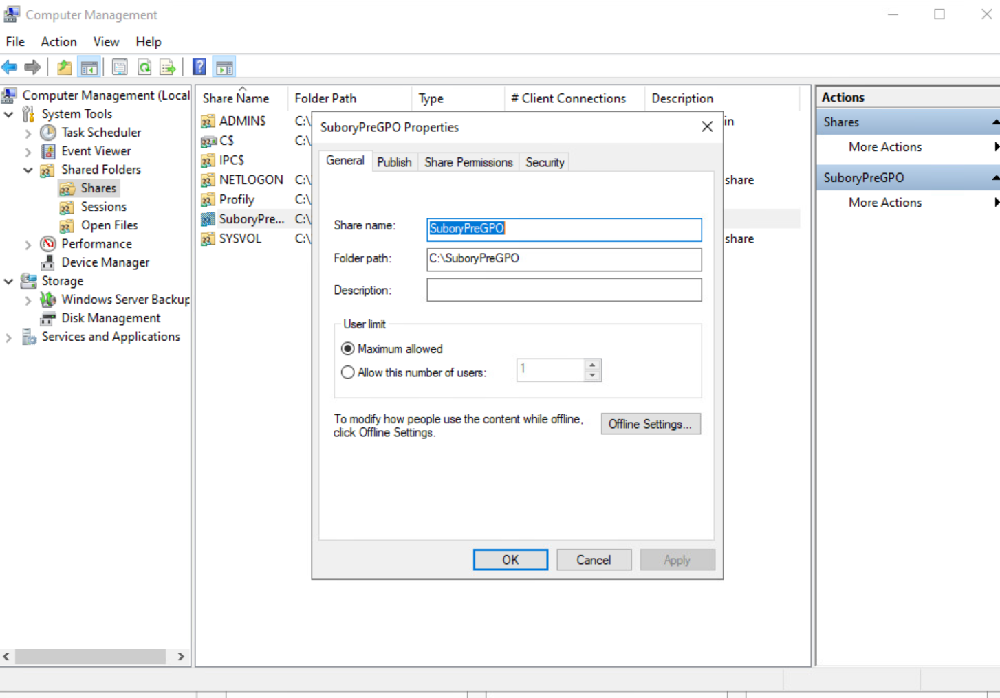 Computer Management
File Action View Help
Computer Management (Local
System Tools
Task Scheduler
Event Viewer
Shared Folders
Shares
Sessions
Open Files
Performance
Device Manager
Storage
Windows Server Backup
Disk Management
Services and Applications
Share Name Folder Path Type # Client Connections Description
ADMIN$ C:\ in
C$ C:\
IPC$
NETLOGON C:\ share
Profily C:\
SuboryPre... C:\
SYSVOL C:\ share
SuboryPreGPO Properties
General Publish Share Permissions Security
Share name: SuboryPreGPO
Folder path: C:\SuboryPreGPO
Description:
User limit
Maximum allowed
Allow this number of users: 1
To modify how people use the content while offline,
click Offline Settings.
Offline Settings...
OK Cancel Apply
Actions
Shares
More Actions
SuboryPreGPO
More Actions